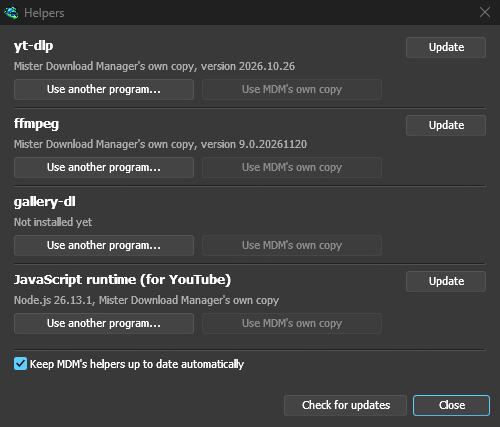 Helpers
yt-dlp
Update
Mister Download Manager's own copy, version 2026.10.26
Use another program...
Use MDM's own copy
ffmpeg
Update
Mister Download Manager's own copy, version 9.0.20261120
Use another program...
Use MDM's own copy
gallery-dl
Not installed yet
Use another program...
Use MDM's own copy
JavaScript runtime (for YouTube)
Update
Node.js 26.13.1, Mister Download Manager's own copy
Use another program...
Use MDM's own copy
Keep MDM's helpers up to date automatically
Check for updates
Close